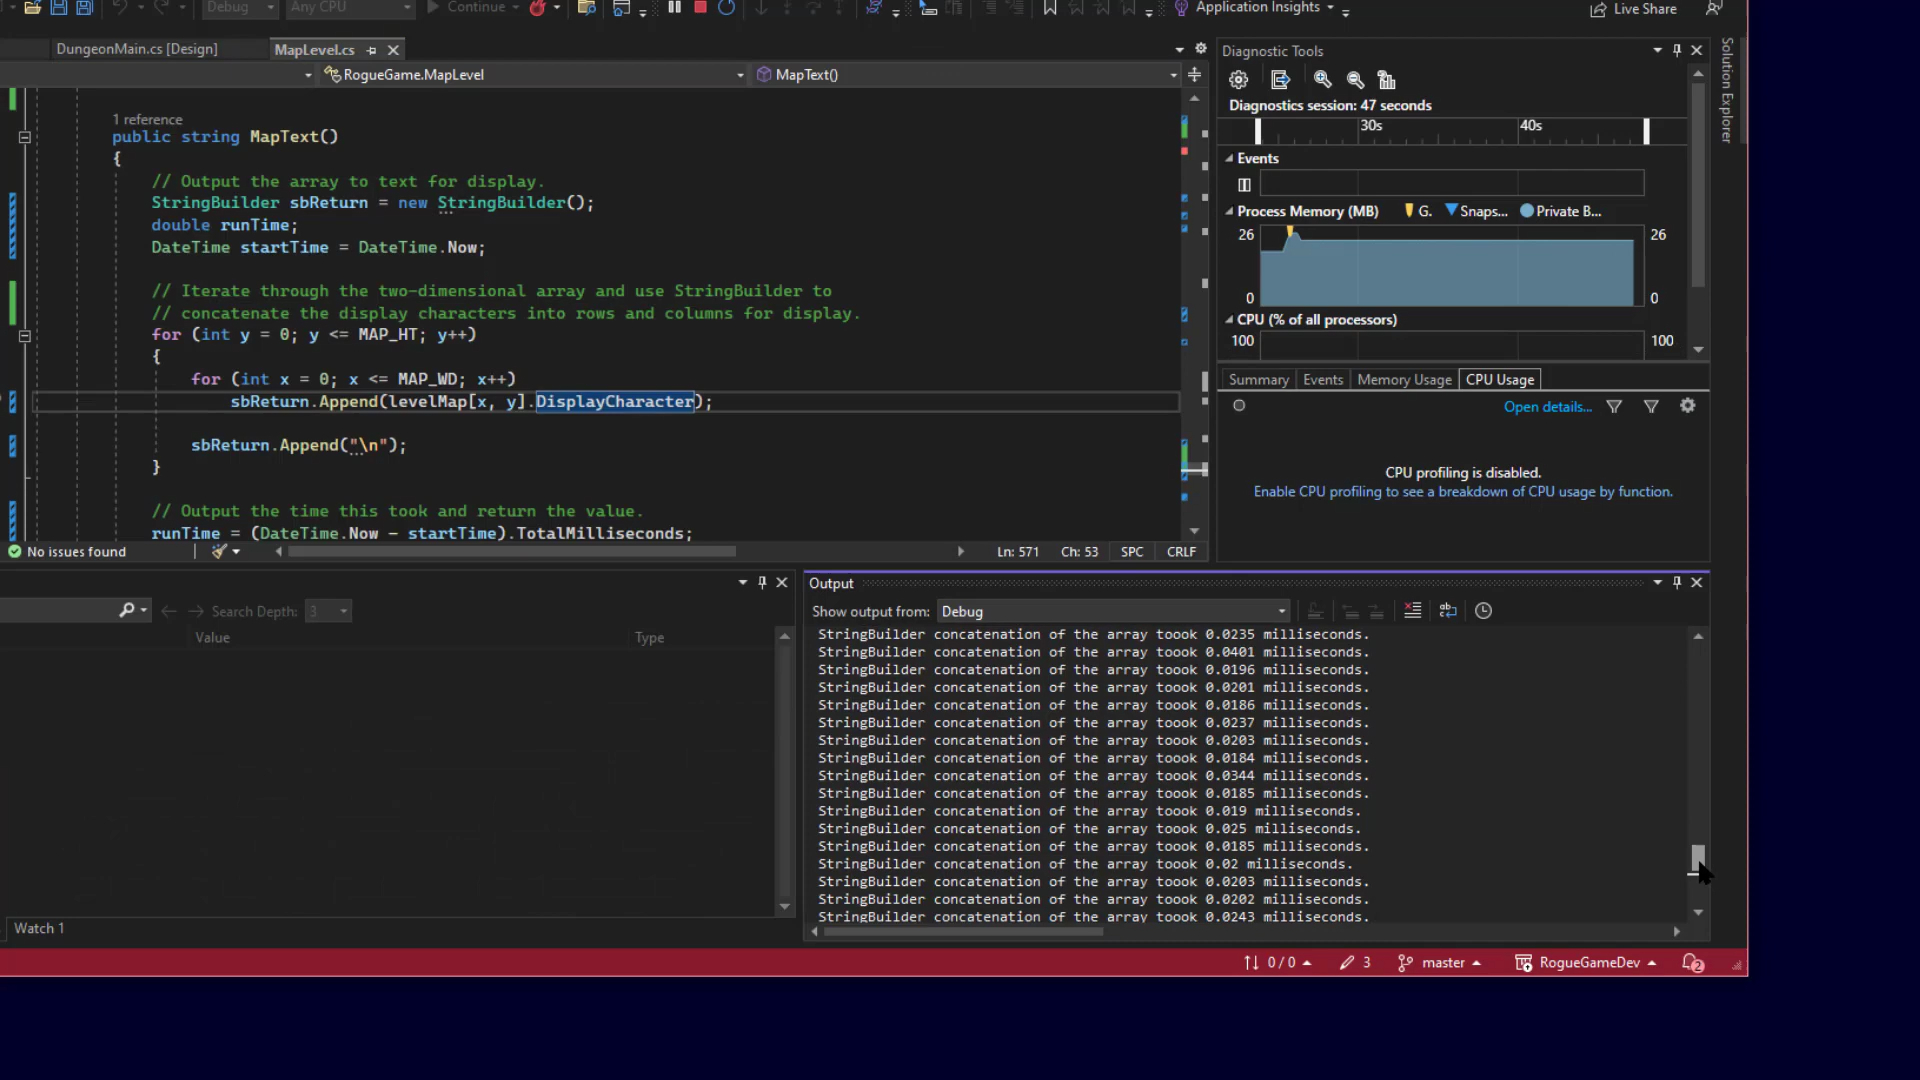 Debug
Any CPU
Continue
Application Insights
Live Share
DungeonMain.cs [Design]
MapLevel.cs
RogueGame.MapLevel
MapText()
1 reference
public string MapText()
{
// Output the array to text for display.
StringBuilder sbReturn = new StringBuilder();
double runTime;
DateTime startTime = DateTime.Now;
// Iterate through the two-dimensional array and use StringBuilder to
// concatenate the display characters into rows and columns for display.
for (int y = 0; y <= MAP_HT; y++)
{
for (int x = 0; x <= MAP_WD; x++)
sbReturn.Append(levelMap[x, y].DisplayCharacter);
sbReturn.Append("\n");
}
// Output the time this took and return the value.
runTime = (DateTime.Now - startTime).TotalMilliseconds;
No issues found
Ln: 571
Ch: 53
SPC
CRLF
Diagnostic Tools
Diagnostics session: 47 seconds
30s
40s
Events
Process Memory (MB)
G.
Snaps...
Private B...
26
26
0
0
CPU (% of all processors)
100
100
Summary
Events
Memory Usage
CPU Usage
Open details...
CPU profiling is disabled.
Enable CPU profiling to see a breakdown of CPU usage by function.
Solution Explorer
Search Depth: 3
Value
Type
Watch 1
Output
Show output from: Debug
StringBuilder concatenation of the array toook 0.0235 milliseconds.
StringBuilder concatenation of the array toook 0.0401 milliseconds.
StringBuilder concatenation of the array toook 0.0196 milliseconds.
StringBuilder concatenation of the array toook 0.0201 milliseconds.
StringBuilder concatenation of the array toook 0.0186 milliseconds.
StringBuilder concatenation of the array toook 0.0237 milliseconds.
StringBuilder concatenation of the array toook 0.0203 milliseconds.
StringBuilder concatenation of the array toook 0.0184 milliseconds.
StringBuilder concatenation of the array toook 0.0344 milliseconds.
StringBuilder concatenation of the array toook 0.0185 milliseconds.
StringBuilder concatenation of the array toook 0.019 milliseconds.
StringBuilder concatenation of the array toook 0.025 milliseconds.
StringBuilder concatenation of the array toook 0.0185 milliseconds.
StringBuilder concatenation of the array toook 0.02 milliseconds.
StringBuilder concatenation of the array toook 0.0203 milliseconds.
StringBuilder concatenation of the array toook 0.0202 milliseconds.
StringBuilder concatenation of the array toook 0.0243 milliseconds.
0 / 0
3
master
RogueGameDev
2